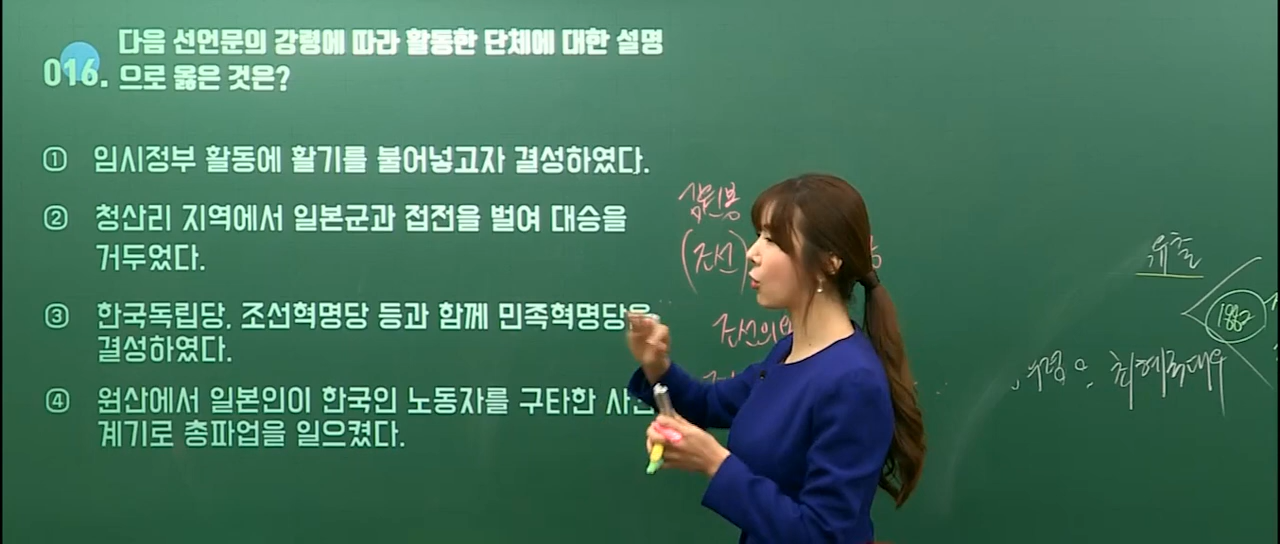 016. 다음 선언문의 강령에 따라 활동한 단체에 대한 설명
으로 옳은 것은?
① 임시정부 활동에 활기를 불어넣고자 결성하였다.
② 청산리 지역에서 일본군과 접전을 벌여 대승을
거두었다.
③ 한국독립당, 조선혁명당 등과 함께 민족혁명당을
결성하였다.
④ 원산에서 일본인이 한국인 노동자를 구타한
계기로 총파업을 일으켰다.
김원봉
(조선)
조선의
유출
1882
최혜국대우